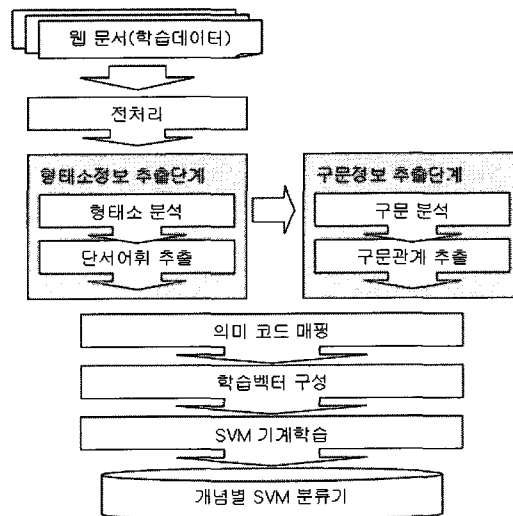 웹 문서(학습데이터)
전처리
형태소정보 추출단계
형태소 분석
단서어휘 추출
구문정보 추출단계
구문 분석
구문관계 추출
의미 코드 매핑
학습벡터 구성
SVM 기계학습
개념별 SVM 분류기